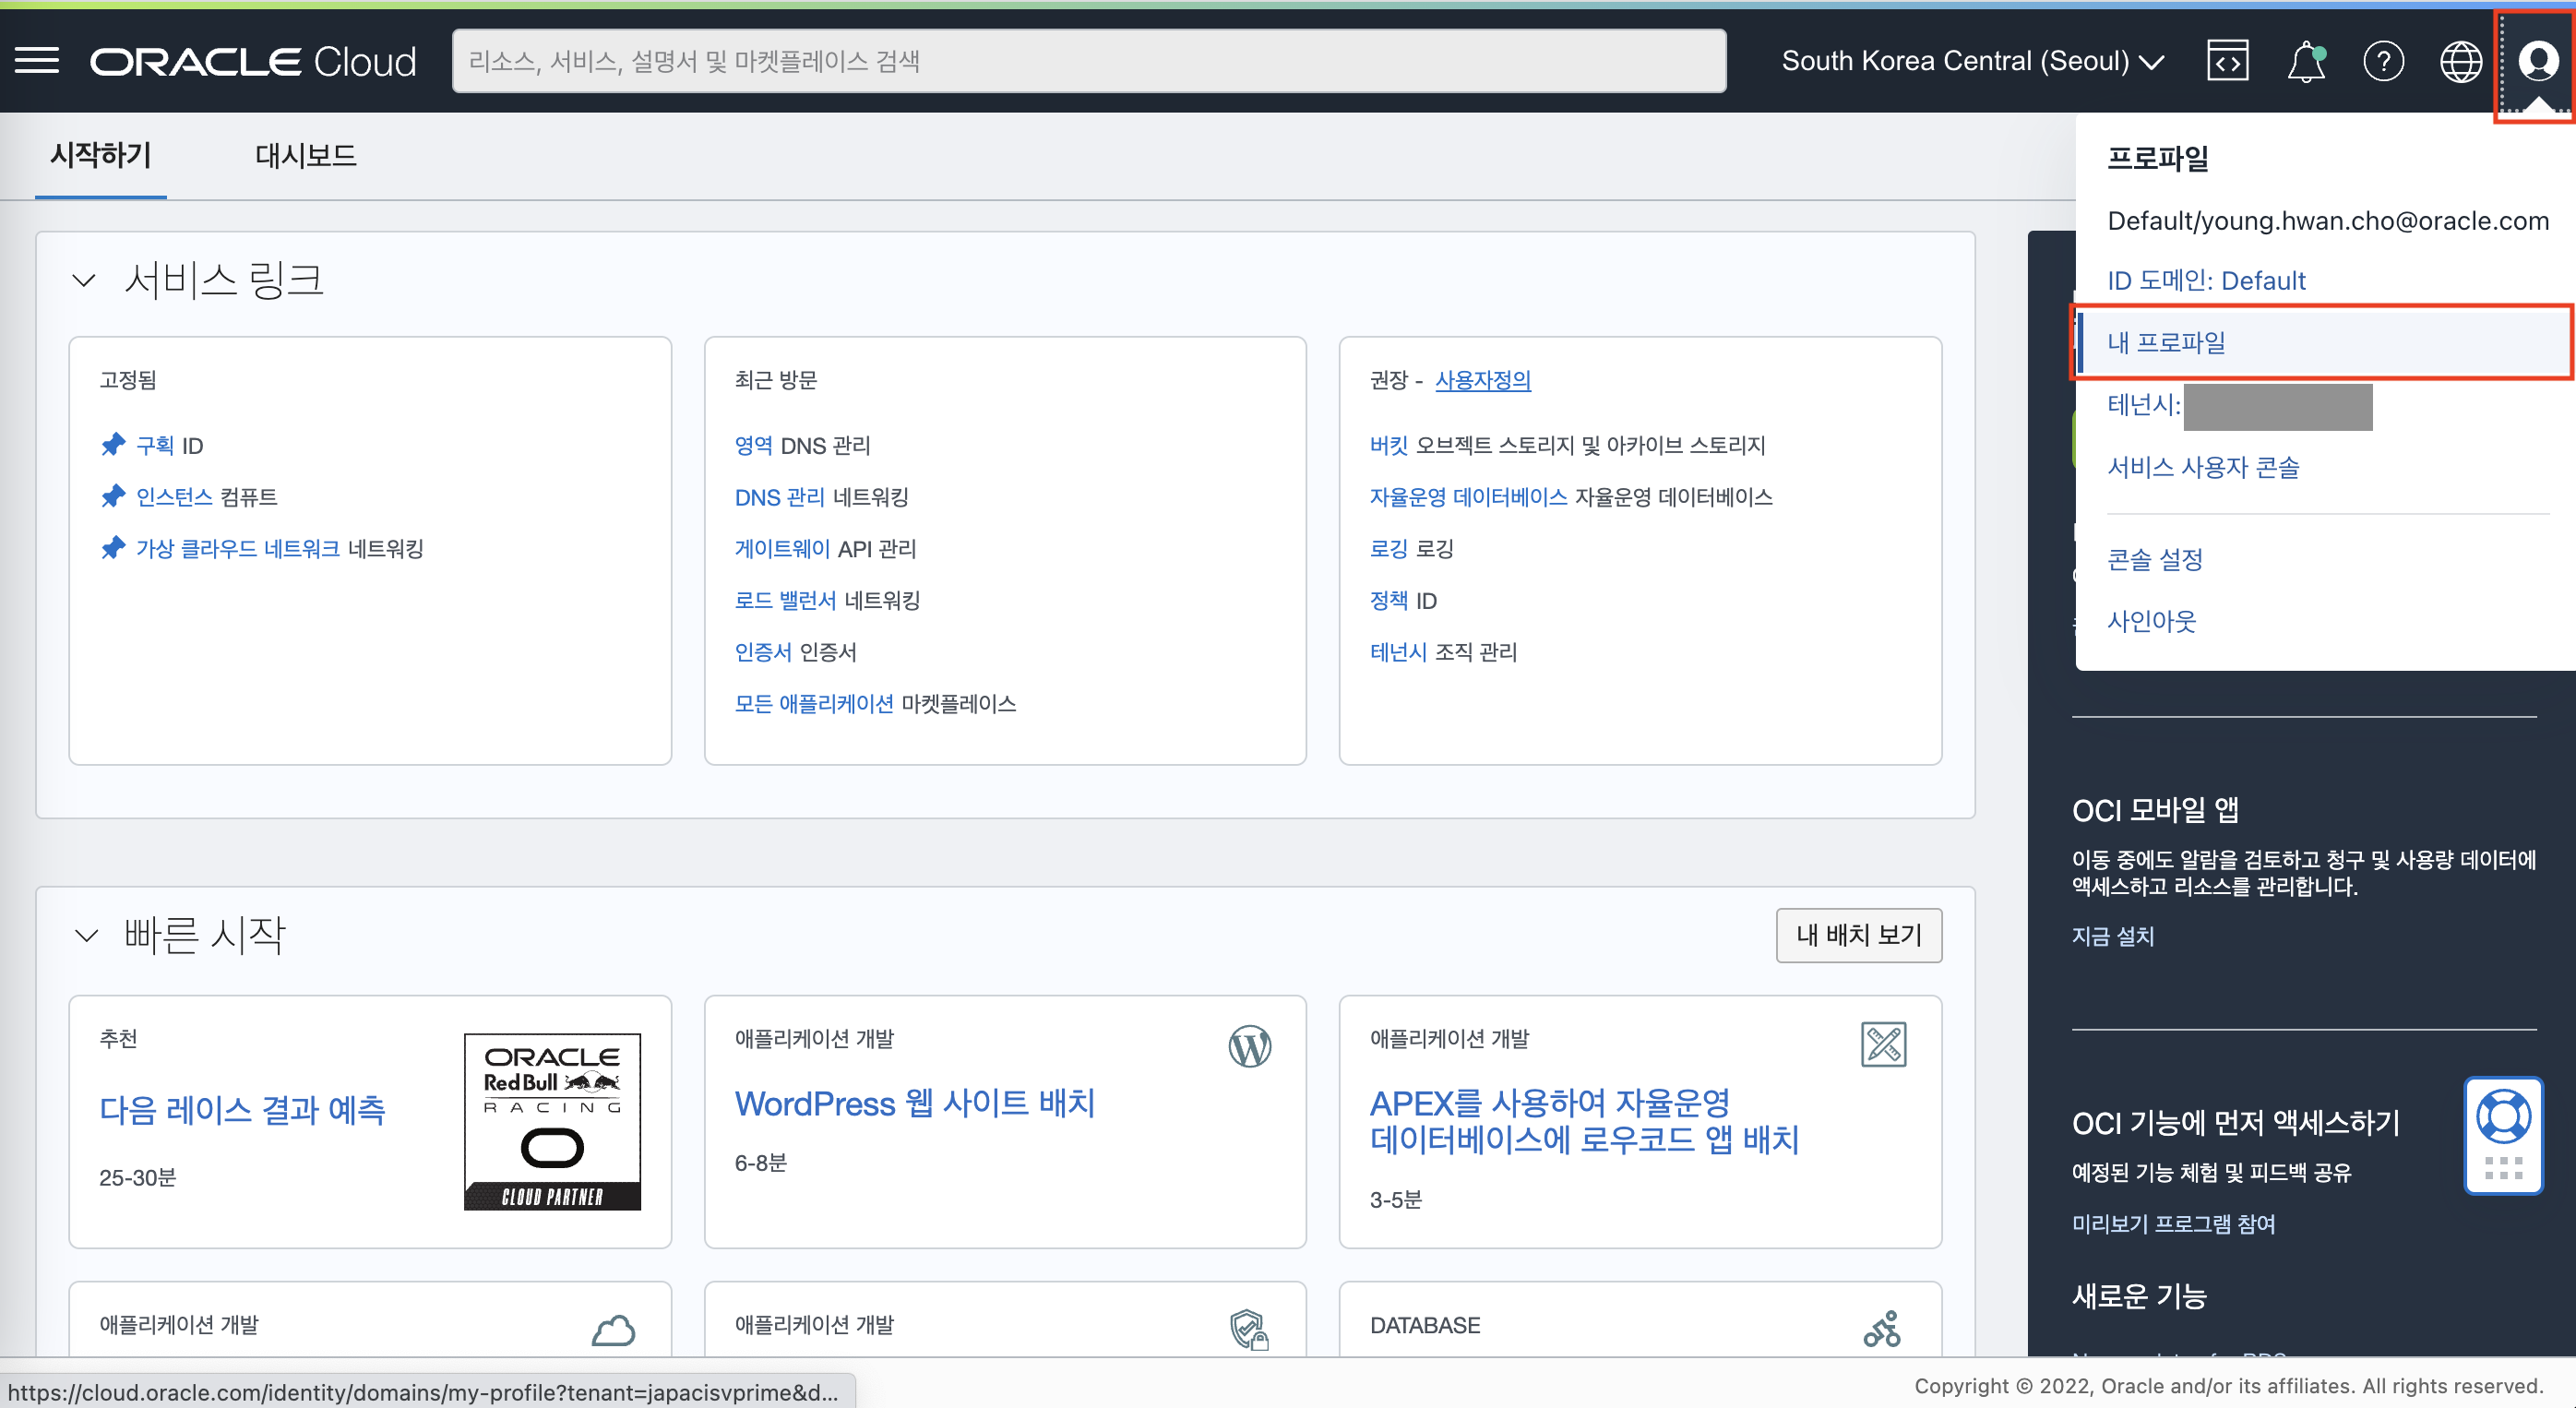 ORACLE Cloud
리소스, 서비스, 설명서 및 마켓플레이스 검색
South Korea Central (Seoul)
시작하기
대시보드
프로파일
Default/young.hwan.cho@oracle.com
ID 도메인: Default
내 프로파일
테넌시:
서비스 사용자 콘솔
콘솔 설정
사인아웃
서비스 링크
고정됨
구획 ID
인스턴스 컴퓨트
가상 클라우드 네트워크 네트워킹
최근 방문
영역 DNS 관리
DNS 관리 네트워킹
게이트웨이 API 관리
로드 밸런서 네트워킹
인증서 인증서
모든 애플리케이션 마켓플레이스
권장 - 사용자정의
버킷 오브젝트 스토리지 및 아카이브 스토리지
자율운영 데이터베이스 자율운영 데이터베이스
로깅 로깅
정책 ID
테넌시 조직 관리
빠른 시작
내 배치 보기
추천
다음 레이스 결과 예측
25-30분
ORACLE
Red Bull
RACING
CLOUD PARTNER
애플리케이션 개발
WordPress 웹 사이트 배치
6-8분
애플리케이션 개발
APEX를 사용하여 자율운영
데이터베이스에 로우코드 앱 배치
3-5분
애플리케이션 개발
애플리케이션 개발
DATABASE
OCI 모바일 앱
이동 중에도 알람을 검토하고 청구 및 사용량 데이터에
액세스하고 리소스를 관리합니다.
지금 설치
OCI 기능에 먼저 액세스하기
예정된 기능 체험 및 피드백 공유
미리보기 프로그램 참여
새로운 기능
https://cloud.oracle.com/identity/domains/my-profile?tenant=japacisvprime&d...
Copyright © 2022, Oracle and/or its affiliates. All rights reserved.